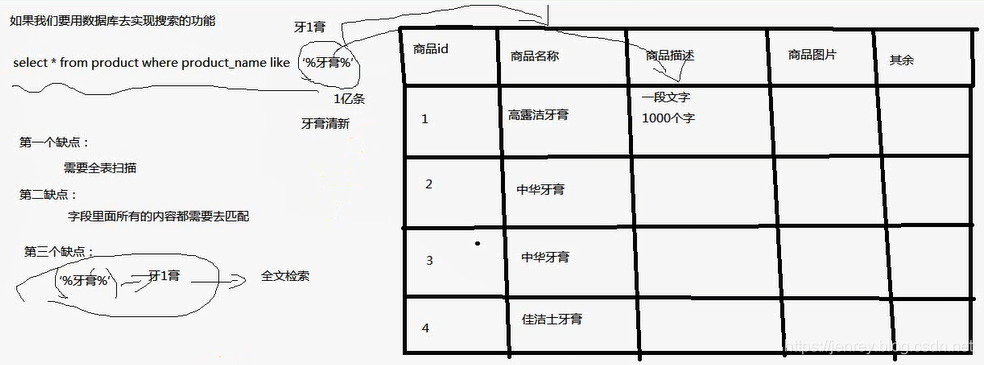 如果我们要用数据库去实现搜索的功能
牙1膏
select * from product where product_name like '%牙膏%'
1亿条
牙膏清新
第一个缺点：
需要全表扫描
第二缺点：
字段里面所有的内容都需要去匹配
第三个缺点：
'%牙膏%' 牙1膏 全文检索
商品id 商品名称 商品描述 商品图片 其余
1 高露洁牙膏 一段文字
1000个字
2 中华牙膏
3 中华牙膏
4 佳洁士牙膏
https://jenrey.blog.csdn.net